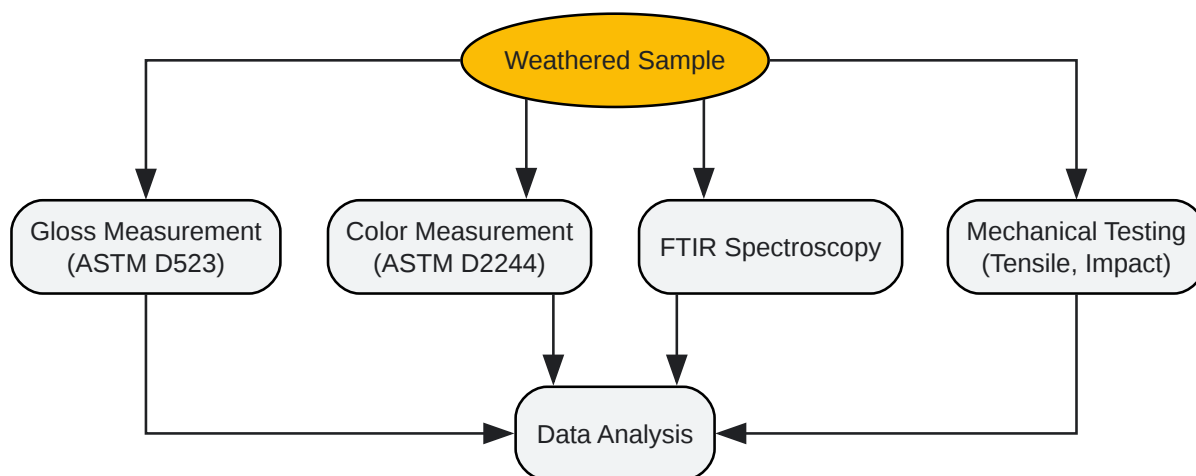 Weathered Sample
Gloss Measurement
(ASTM D523)
Color Measurement
(ASTM D2244)
FTIR Spectroscopy
Mechanical Testing
(Tensile, Impact)
Data Analysis